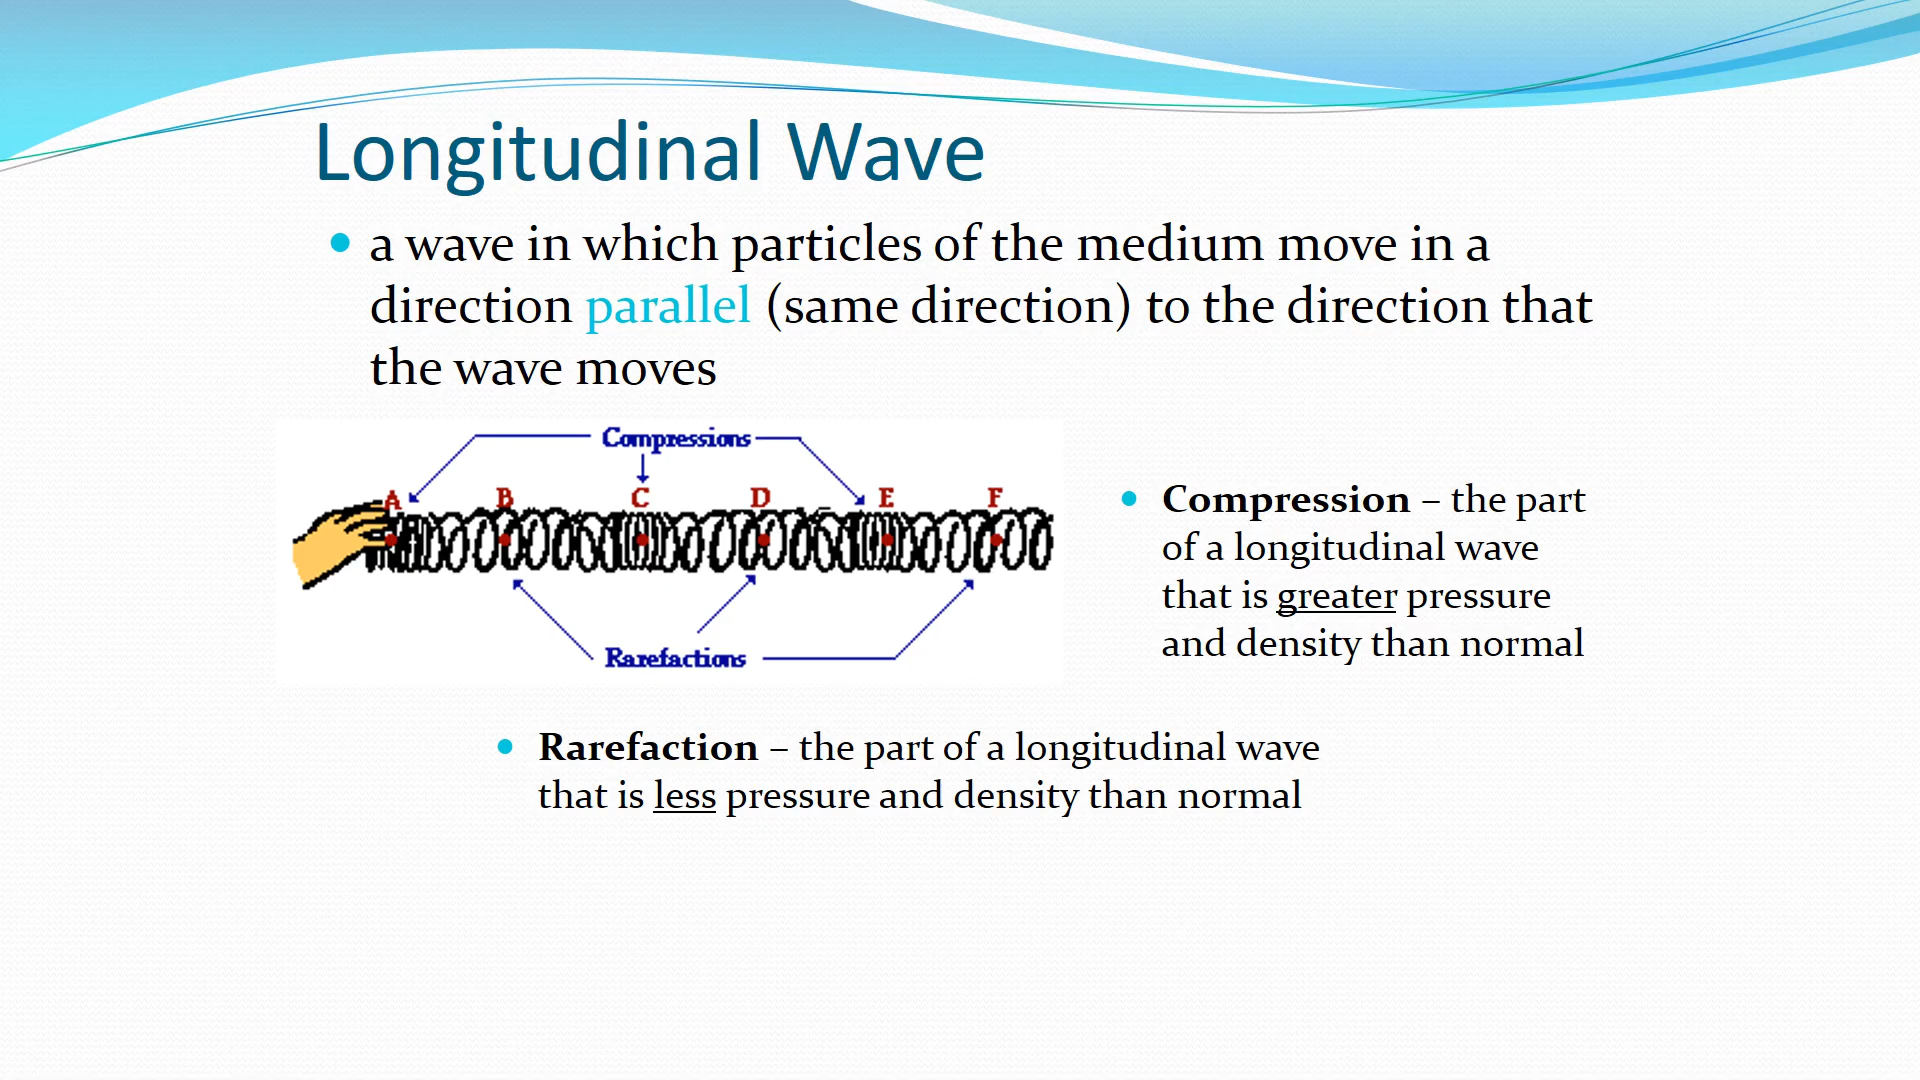 Longitudinal Wave
a wave in which particles of the medium move in a
direction parallel (same direction) to the direction that
the wave moves
Compressions
A B C D E F
Rarefactions
Compression – the part
of a longitudinal wave
that is greater pressure
and density than normal
Rarefaction – the part of a longitudinal wave
that is less pressure and density than normal